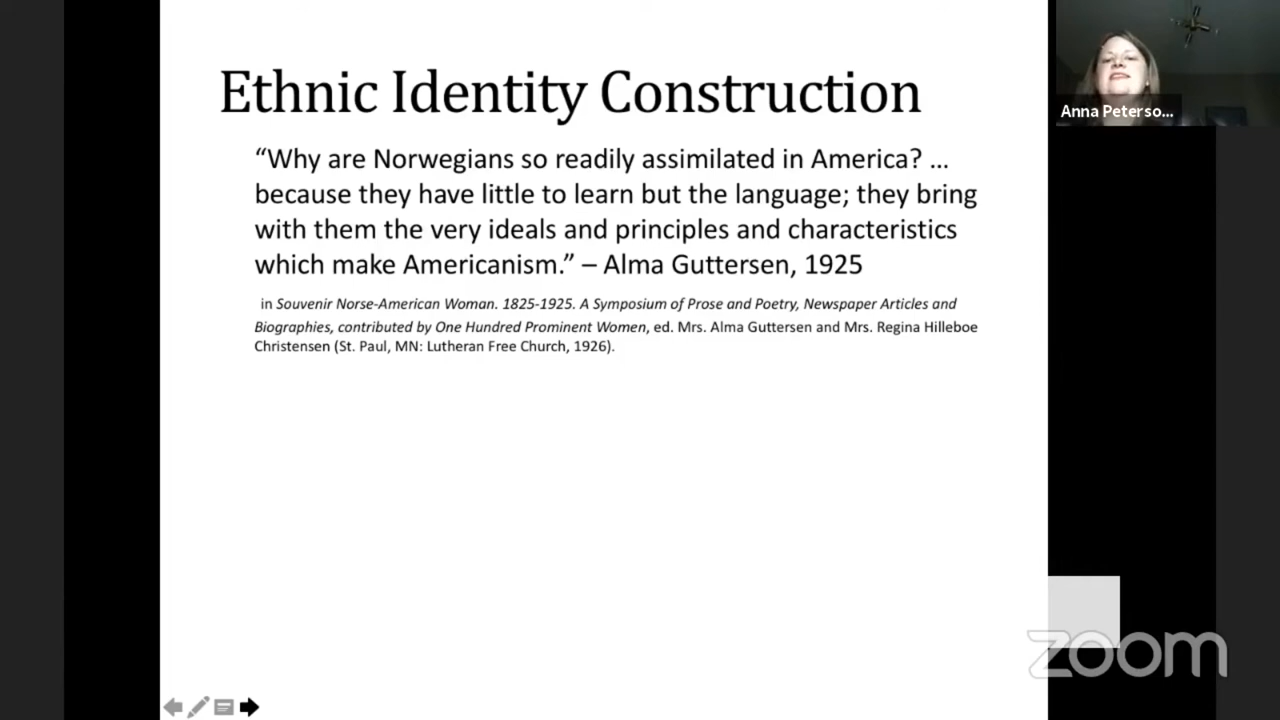 Ethnic Identity Construction
“Why are Norwegians so readily assimilated in America? ...
because they have little to learn but the language; they bring
with them the very ideals and principles and characteristics
which make Americanism.” – Alma Guttersen, 1925
in Souvenir Norse-American Woman. 1825-1925. A Symposium of Prose and Poetry, Newspaper Articles and
Biographies, contributed by One Hundred Prominent Women, ed. Mrs. Alma Guttersen and Mrs. Regina Hilleboe
Christensen (St. Paul, MN: Lutheran Free Church, 1926).
Anna Peterso...
zoom